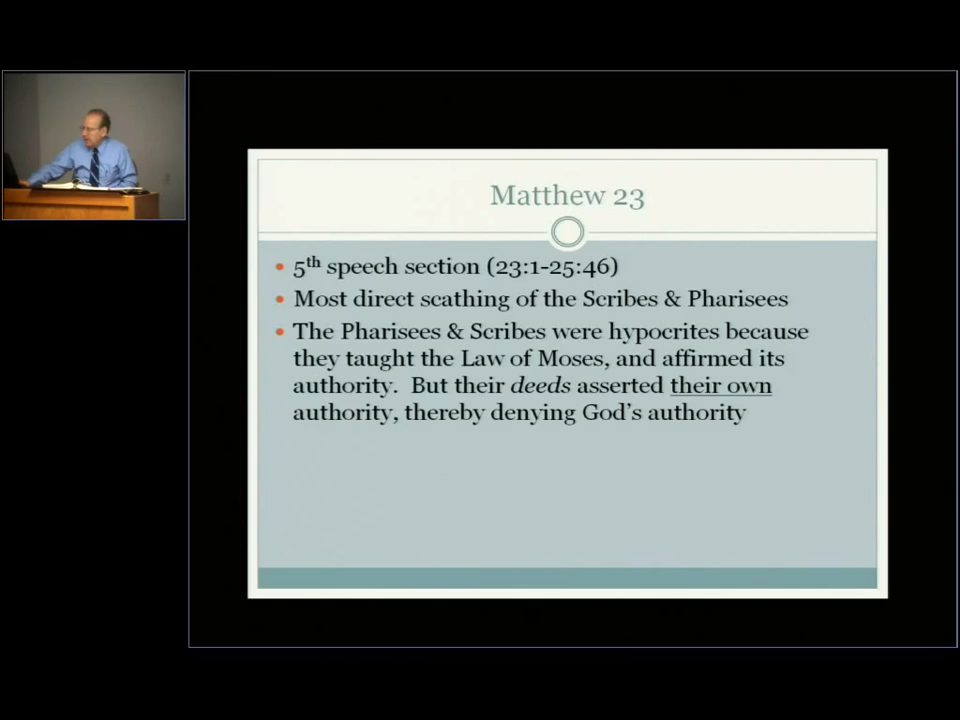 Matthew 23
• 5th speech section (23:1-25:46)
• Most direct scathing of the Scribes & Pharisees
• The Pharisees & Scribes were hypocrites because
they taught the Law of Moses, and affirmed its
authority.  But their deeds asserted their own
authority, thereby denying God's authority